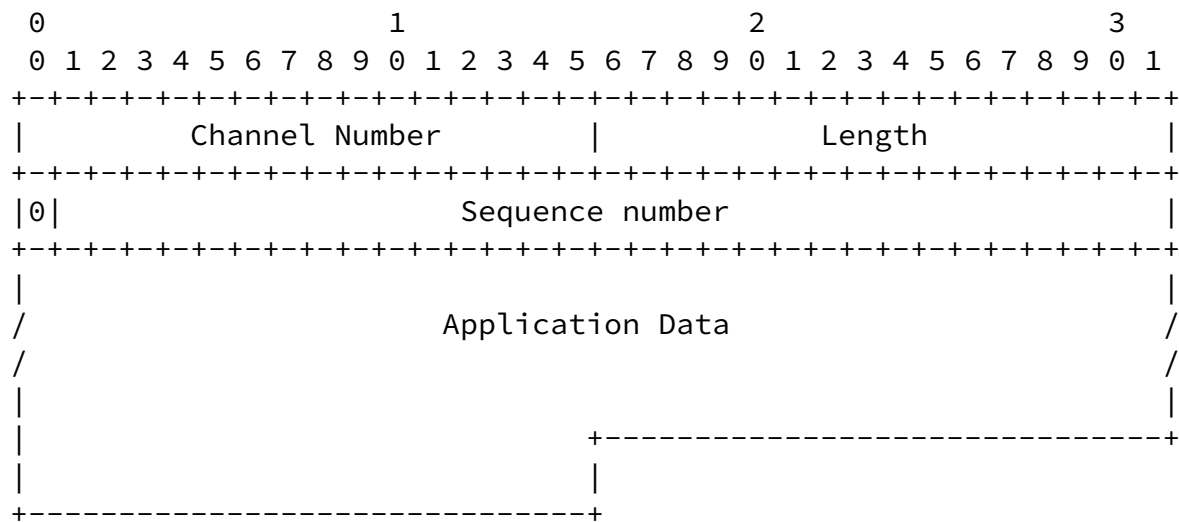 0                   1                   2                   3
 0 1 2 3 4 5 6 7 8 9 0 1 2 3 4 5 6 7 8 9 0 1 2 3 4 5 6 7 8 9 0 1
+-+-+-+-+-+-+-+-+-+-+-+-+-+-+-+-+-+-+-+-+-+-+-+-+-+-+-+-+-+-+-+-+
|         Channel Number        |            Length             |
+-+-+-+-+-+-+-+-+-+-+-+-+-+-+-+-+-+-+-+-+-+-+-+-+-+-+-+-+-+-+-+-+
|0|                      Sequence number                        |
+-+-+-+-+-+-+-+-+-+-+-+-+-+-+-+-+-+-+-+-+-+-+-+-+-+-+-+-+-+-+-+-+
|                                                               |
/                       Application Data                        /
/                                                               /
|                                                               |
|                               +-------------------------------+
|                               |
+-------------------------------+